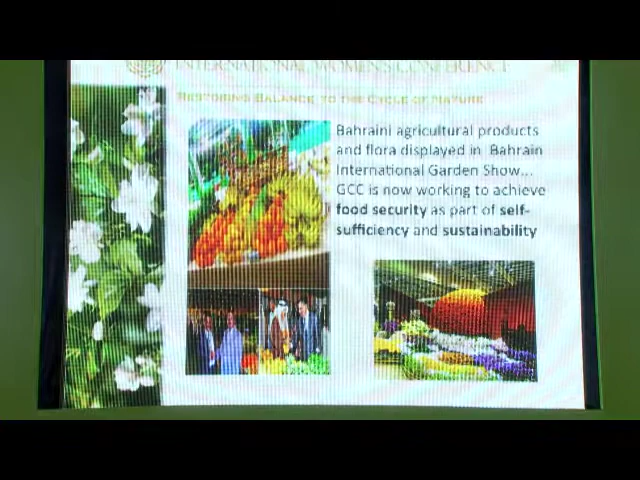 INTERNATIONAL WOMEN'S CONFERENCE
RESTORING BALANCE TO THE CYCLE OF NATURE
Bahraini agricultural products
and flora displayed in Bahrain
International Garden Show...
GCC is now working to achieve
food security as part of self-
sufficiency and sustainability